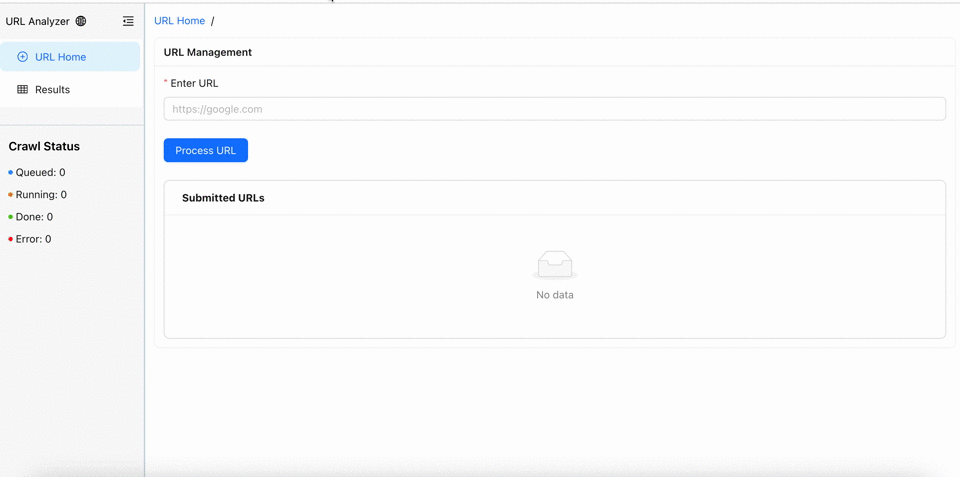 URL Analyzer
URL Home
Results
Crawl Status
Queued: 0
Running: 0
Done: 0
Error: 0
URL Home /
URL Management
* Enter URL
https://google.com
Process URL
Submitted URLs
No data